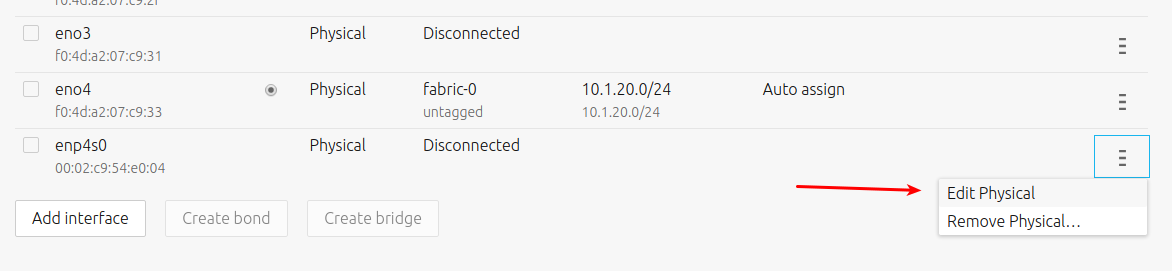 f0:4d:a2:07:c9:2f
eno3 Physical Disconnected
f0:4d:a2:07:c9:31
eno4 Physical fabric-0 10.1.20.0/24 Auto assign
f0:4d:a2:07:c9:33 untagged 10.1.20.0/24
enp4s0 Physical Disconnected
00:02:c9:54:e0:04
Edit Physical
Add interface Create bond Create bridge
Remove Physical…